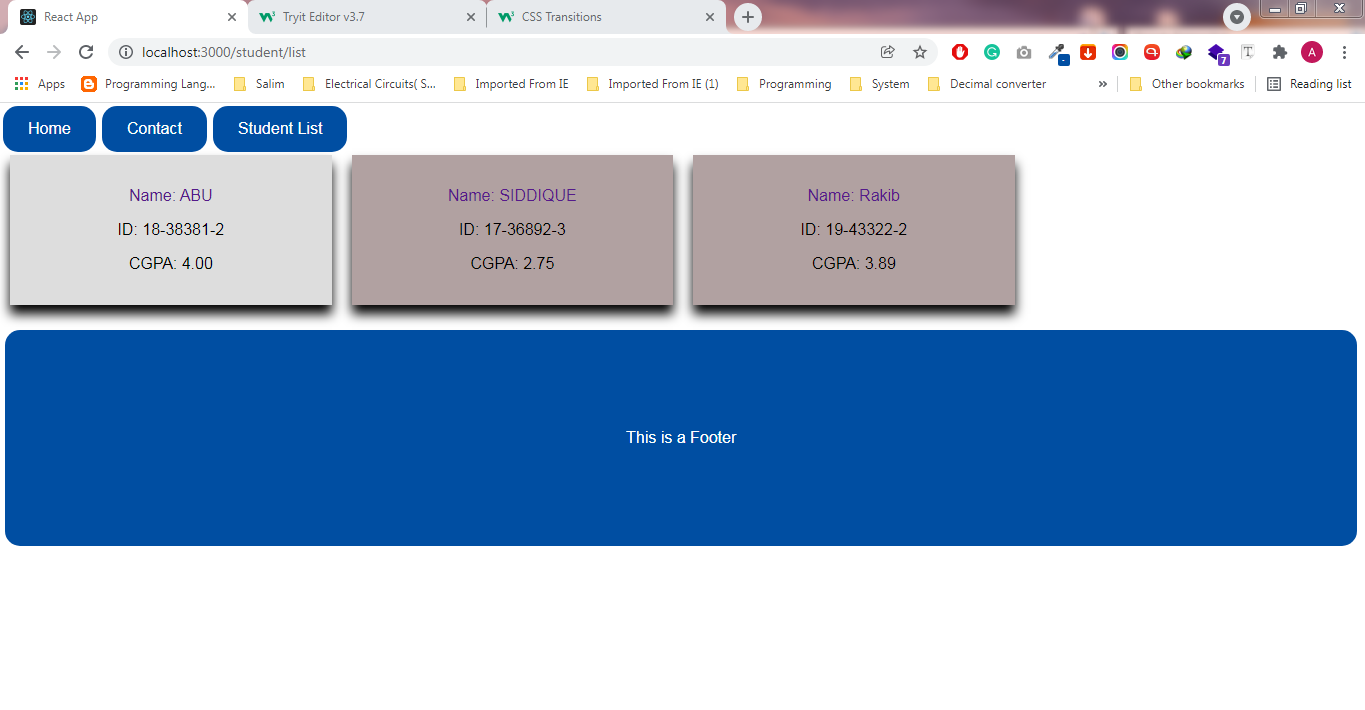 React App
Tryit Editor v3.7
CSS Transitions
localhost:3000/student/list
A
Apps
Programming Lang...
Salim
Electrical Circuits( S...
Imported From IE
Imported From IE (1)
Programming
System
Decimal converter
»
Other bookmarks
Reading list
7
Home
Contact
Student List
Name: ABU
ID: 18-38381-2
CGPA: 4.00
Name: SIDDIQUE
ID: 17-36892-3
CGPA: 2.75
Name: Rakib
ID: 19-43322-2
CGPA: 3.89
This is a Footer